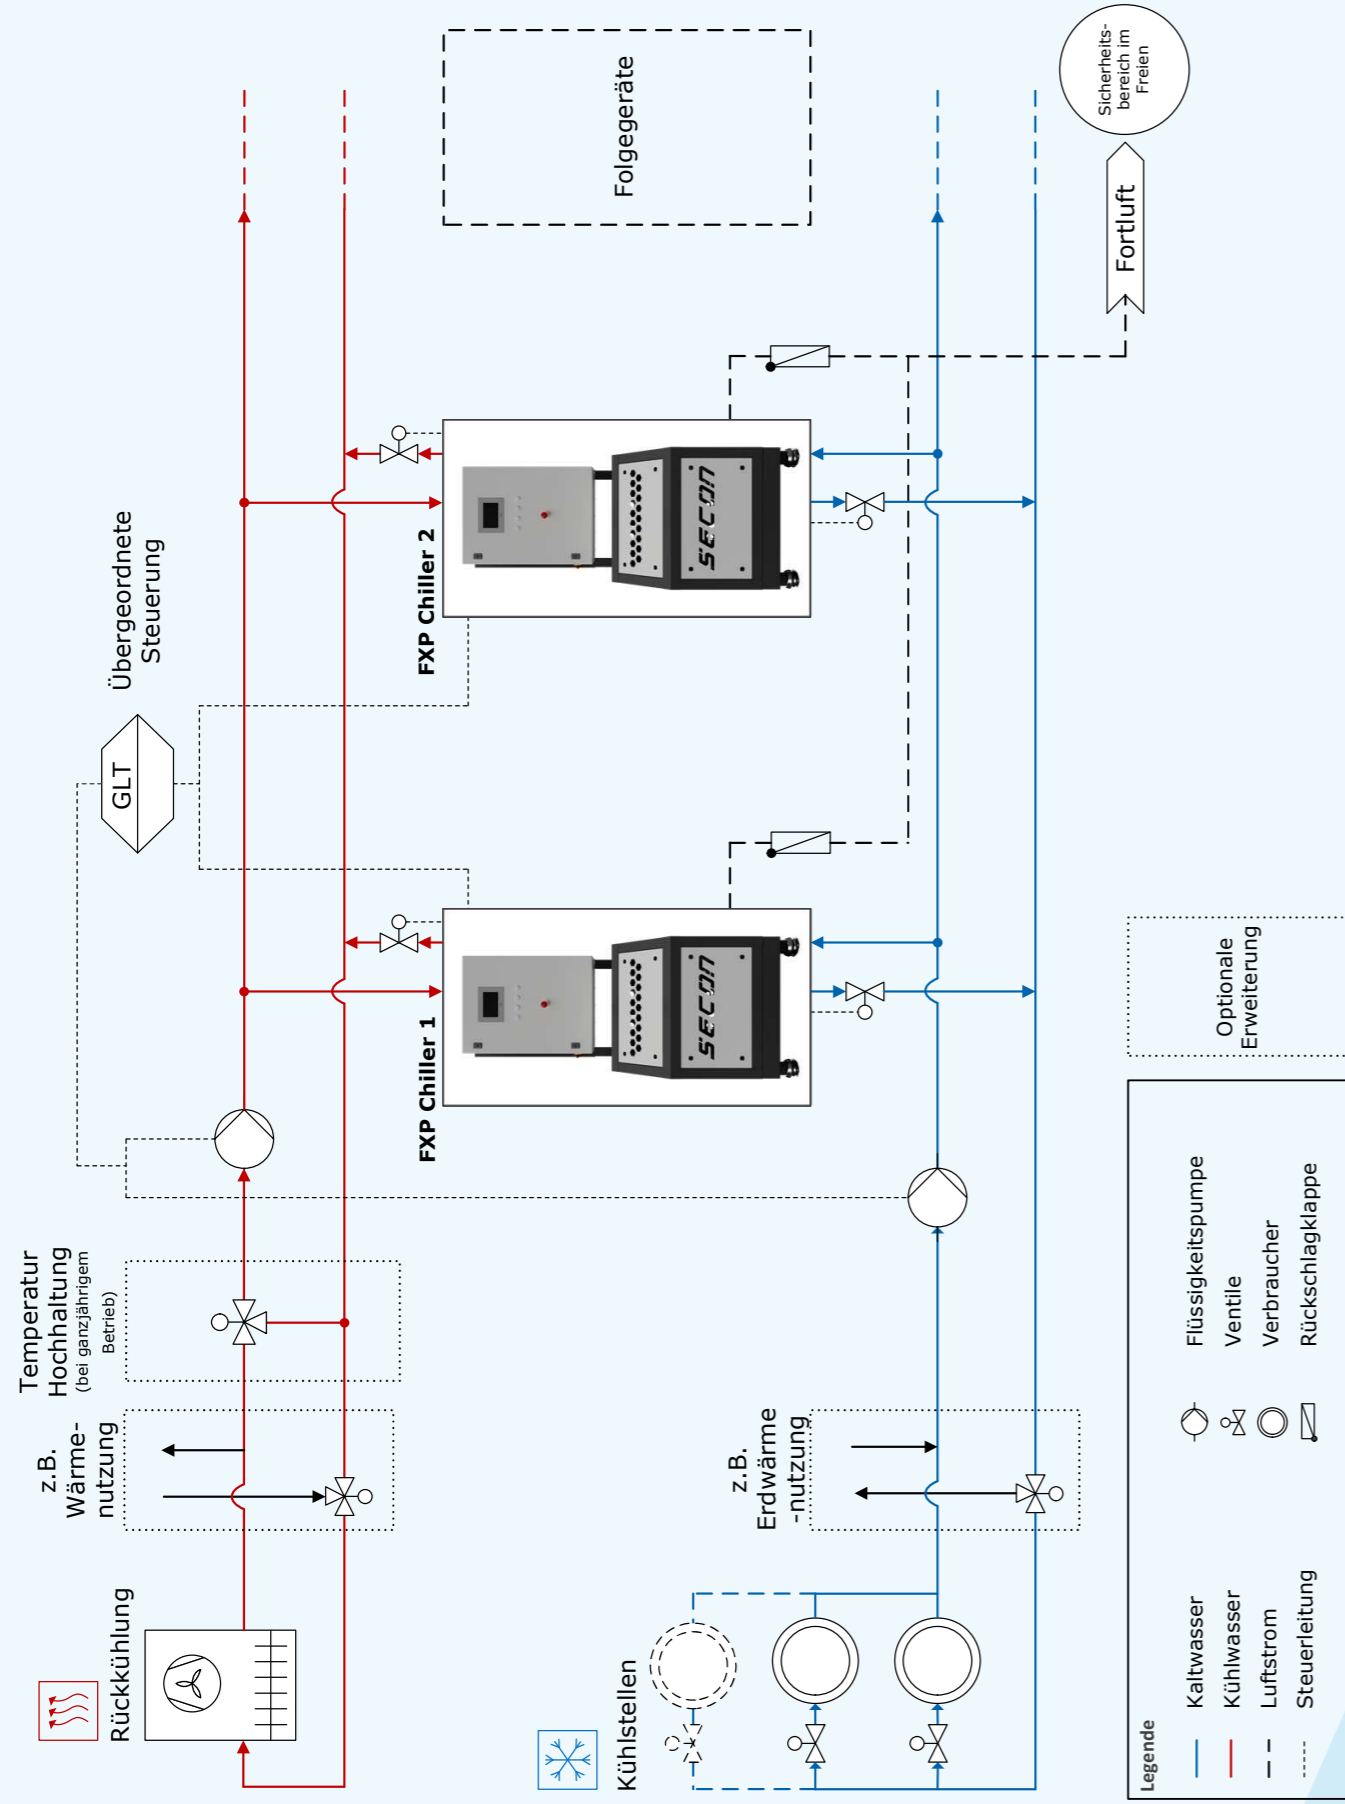 Rückkühlung
z.B.
Wärme-
nutzung
Temperatur
Hochhaltung
(bei ganzjährigem
Betrieb)
GLT
Übergeordnete
Steuerung
Kühlstellen
z.B.
Erdwärme
-nutzung
FXP Chiller 1
SECON
FXP Chiller 2
SECON
Folgegeräte
Fortluft
Sicherheits-
bereich im
Freien
Legende
Kaltwasser
Kühlwasser
Luftstrom
Steuerleitung
Flüssigkeitspumpe
Ventile
Verbraucher
Rückschlagklappe
Optionale
Erweiterung